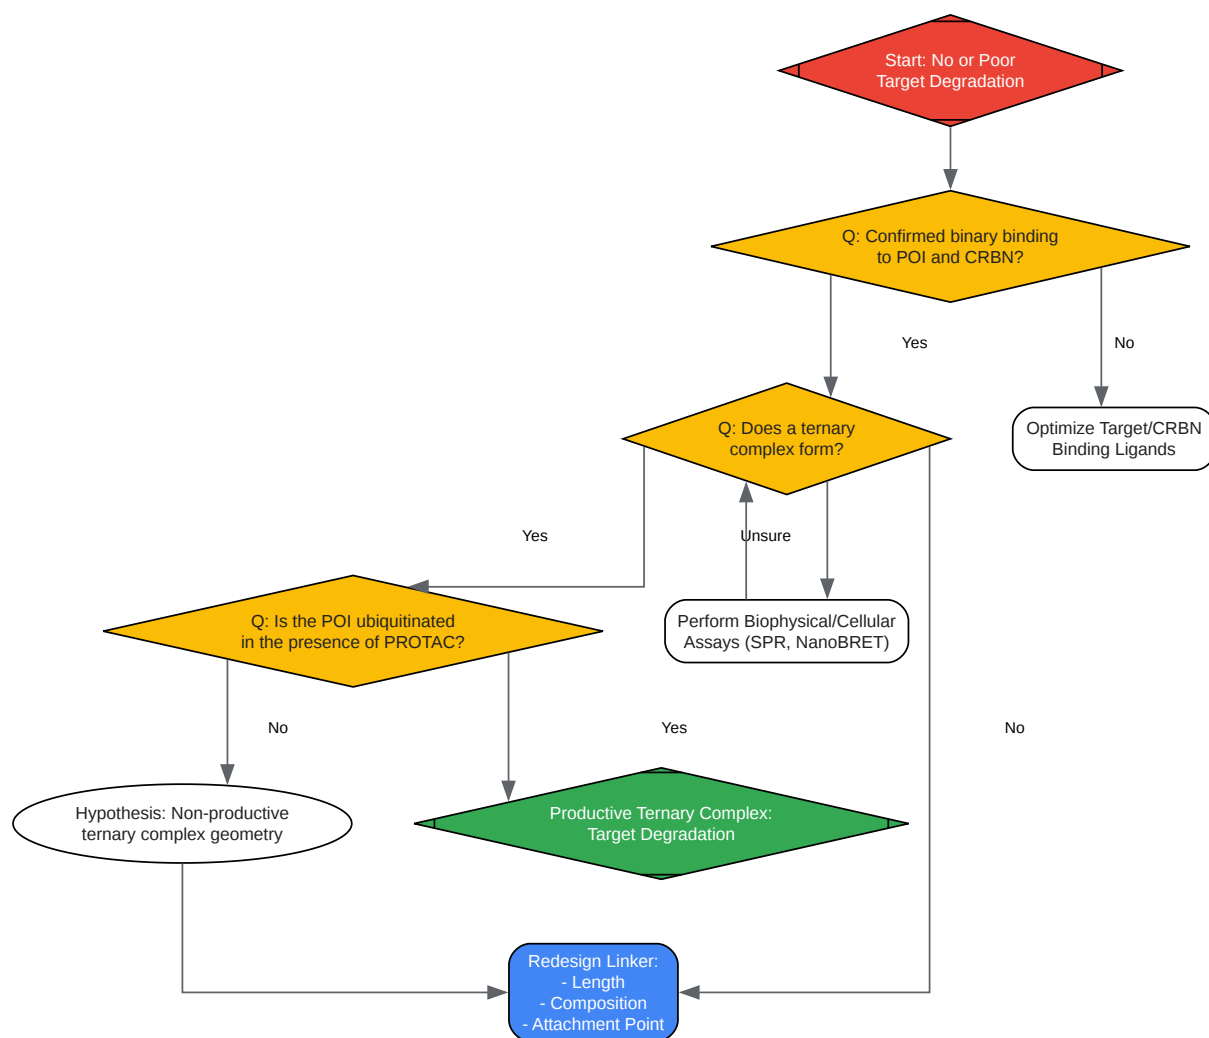 Start: No or Poor
Target Degradation
Q: Confirmed binary binding
to POI and CRBN?
Yes
No
Q: Does a ternary
complex form?
Optimize Target/CRBN
Binding Ligands
Yes
Unsure
Q: Is the POI ubiquitinated
in the presence of PROTAC?
Perform Biophysical/Cellular
Assays (SPR, NanoBRET)
No
Yes
No
Hypothesis: Non-productive
ternary complex geometry
Productive Ternary Complex:
Target Degradation
Redesign Linker:
- Length
- Composition
- Attachment Point